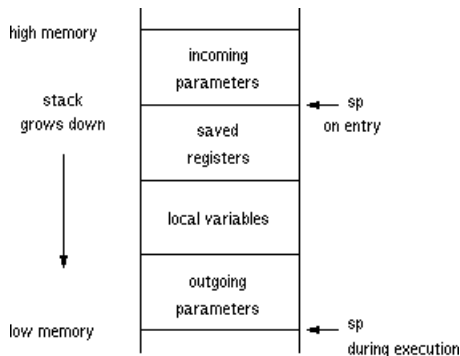 high memory
incoming
parameters
stack
grows down
sp
on entry
saved
registers
local variables
outgoing
parameters
low memory
sp
during execution